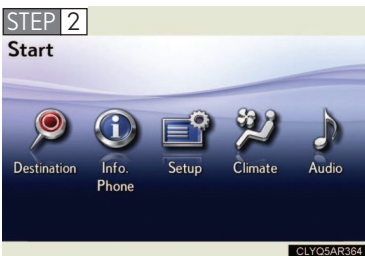 STEP 2
Start
Destination
Info.
Phone
Setup
Climate
Audio
CLYQ5AR364